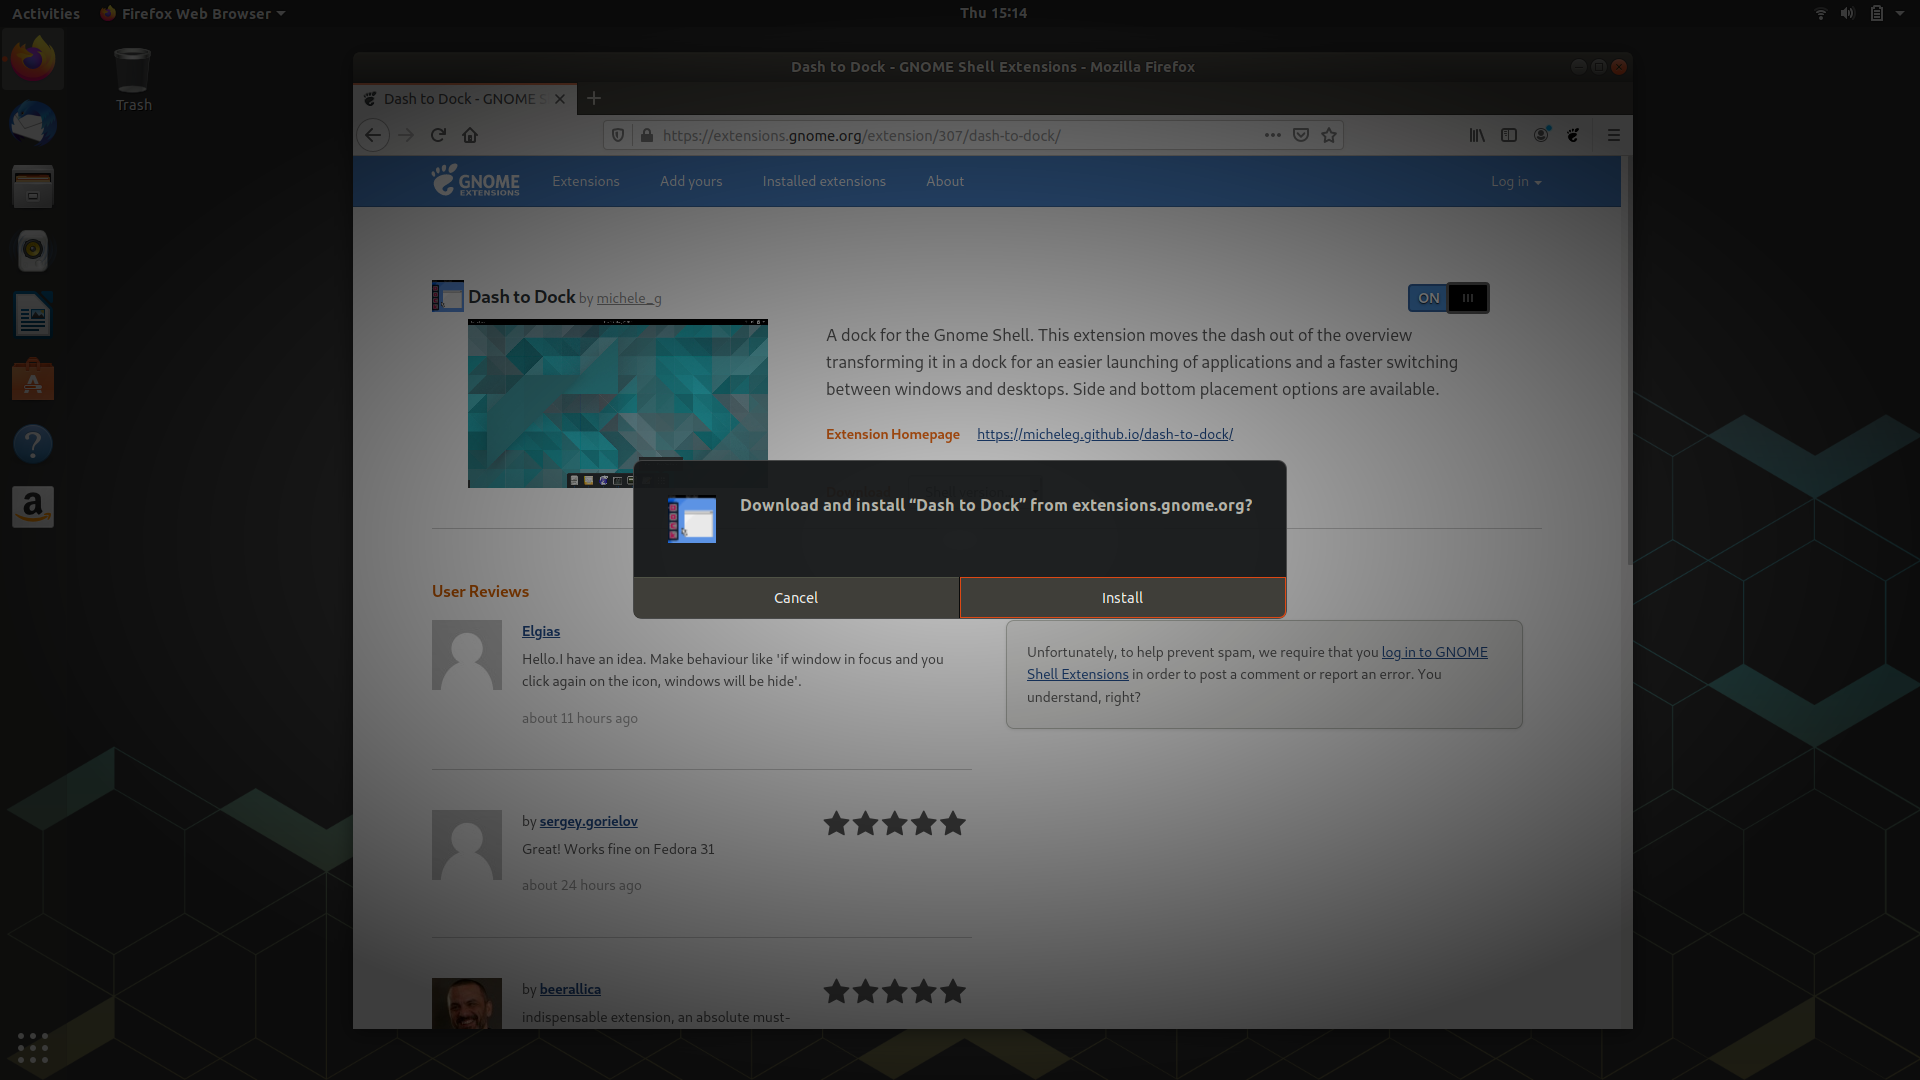 Activities
Firefox Web Browser
Thu 15:14
Trash
Dash to Dock - GNOME Shell Extensions - Mozilla Firefox
Dash to Dock - GNOME S
https://extensions.gnome.org/extension/307/dash-to-dock/
GNOME
EXTENSIONS
Extensions
Add yours
Installed extensions
About
Log in
Dash to Dock by michele_g
ON
A dock for the Gnome Shell. This extension moves the dash out of the overview
transforming it in a dock for an easier launching of applications and a faster switching
between windows and desktops. Side and bottom placement options are available.
Extension Homepage https://micheleg.github.io/dash-to-dock/
Download and install “Dash to Dock” from extensions.gnome.org?
Cancel
Install
User Reviews
Elgias
Hello.I have an idea. Make behaviour like 'if window in focus and you
click again on the icon, windows will be hide'.
about 11 hours ago
Unfortunately, to help prevent spam, we require that you log in to GNOME
Shell Extensions in order to post a comment or report an error. You
understand, right?
by sergey.gorielov
Great! Works fine on Fedora 31
about 24 hours ago
by beerallica
indispensable extension, an absolute must-